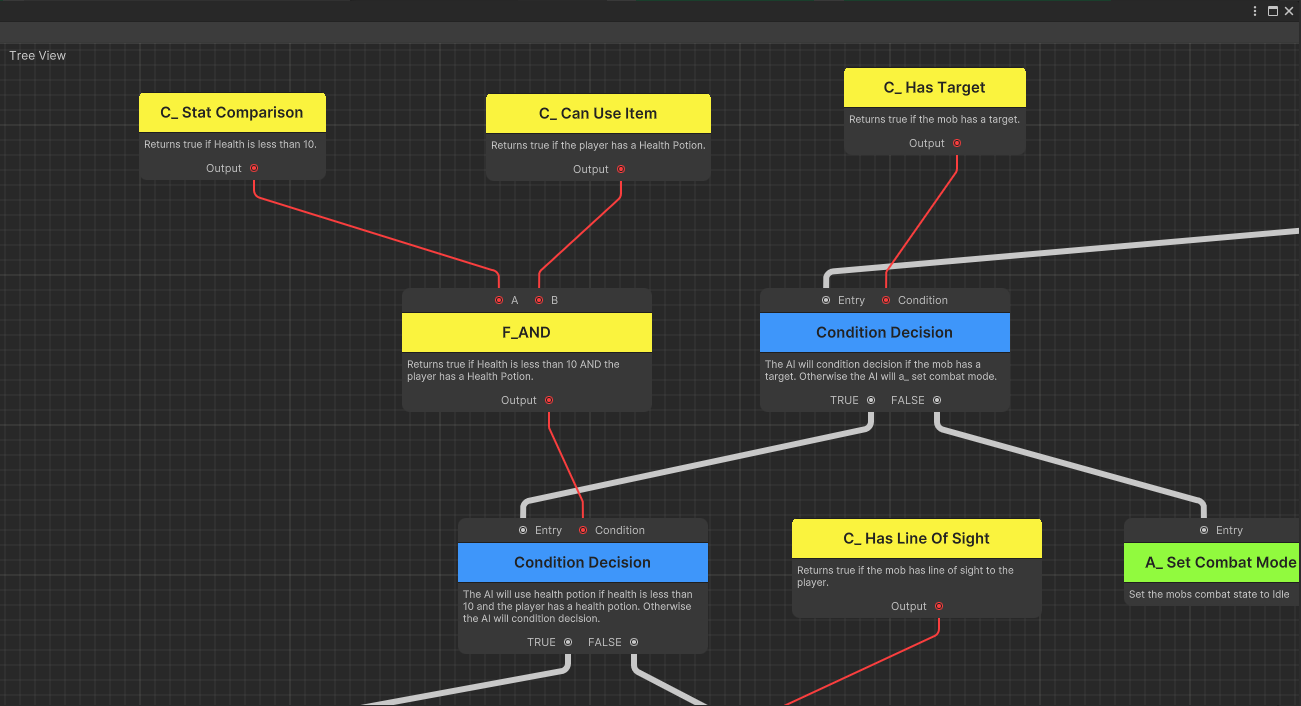 Tree View
C_ Stat Comparison
Returns true if Health is less than 10.
Output
C_ Can Use Item
Returns true if the player has a Health Potion.
Output
C_ Has Target
Returns true if the mob has a target.
Output
A B
F_AND
Returns true if Health is less than 10 AND the
player has a Health Potion.
Output
Entry Condition
Condition Decision
The AI will condition decision if the mob has a
target. Otherwise the AI will a_ set combat mode.
TRUE FALSE
Entry Condition
Condition Decision
The AI will use health potion if health is less than
10 and the player has a health potion. Otherwise
the AI will condition decision.
TRUE FALSE
C_ Has Line Of Sight
Returns true if the mob has line of sight to the
player.
Output
Entry
A_ Set Combat Mode
Set the mobs combat state to Idle